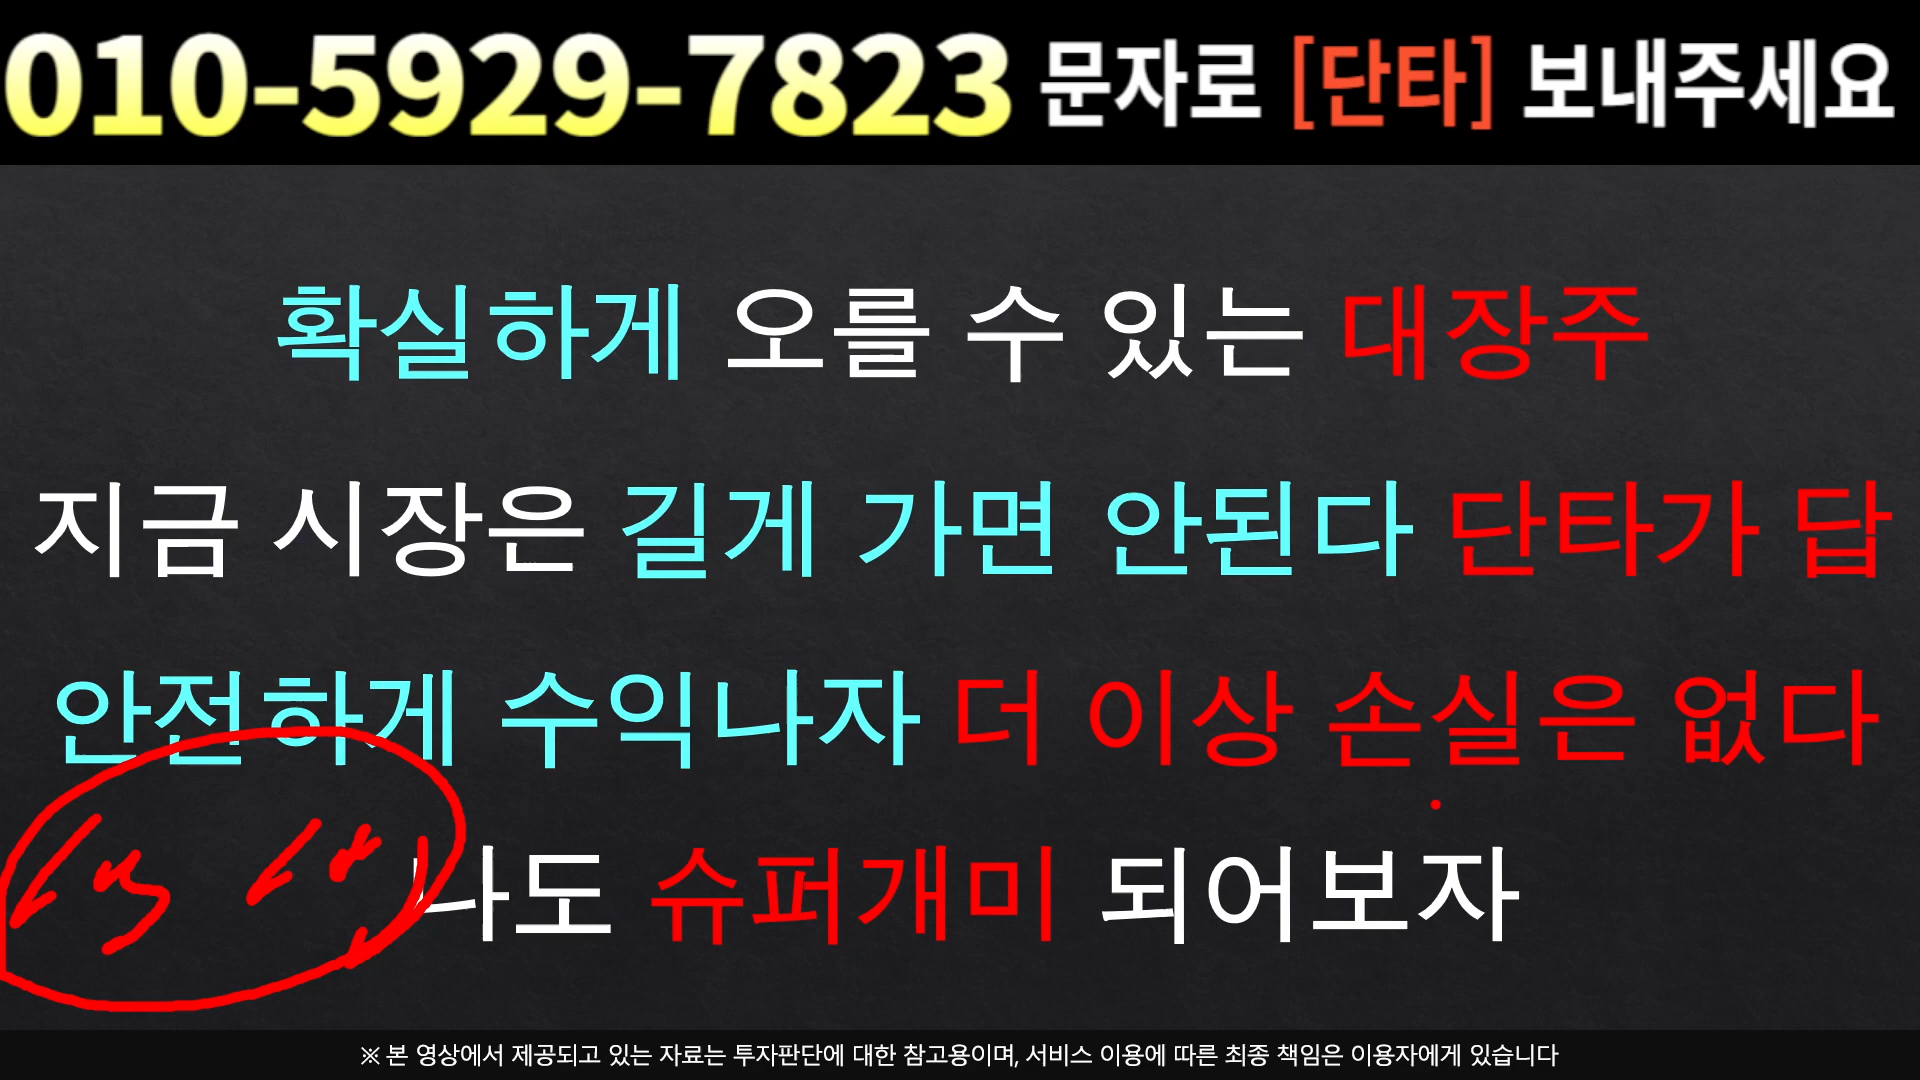 010-5929-7823 문자로 [단타] 보내주세요
확실하게 오를 수 있는 대장주
지금 시장은 길게 가면 안된다 단타가 답
안전하게 수익나자 더 이상 손실은 없다
나도 슈퍼개미 되어보자
※ 본 영상에서 제공되고 있는 자료는 투자판단에 대한 참고용이며, 서비스 이용에 따른 최종 책임은 이용자에게 있습니다